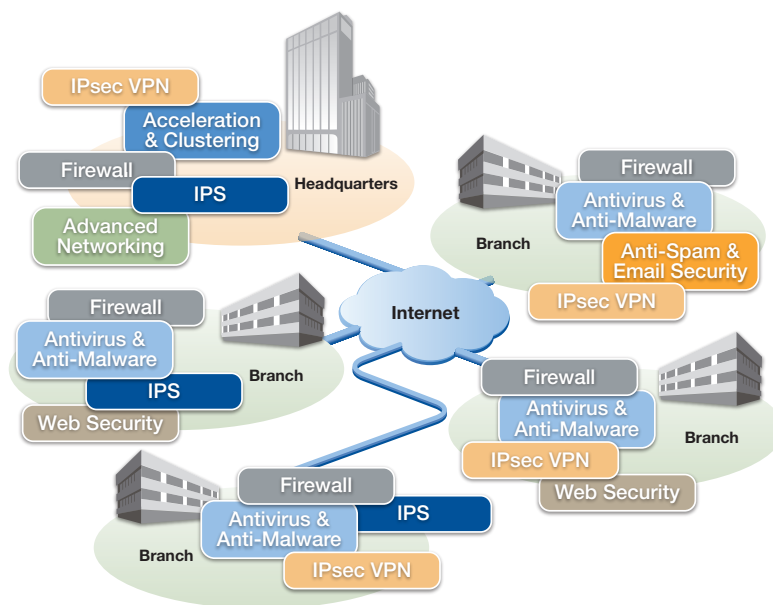 IPsec VPN
Acceleration
& Clustering
Firewall
IPS
Headquarters
Advanced
Networking
Firewall
Antivirus &
Anti-Malware
Branch
Anti-Spam &
Email Security
IPsec VPN
Internet
Firewall
Antivirus &
Anti-Malware
Branch
IPS
Web Security
Firewall
Antivirus &
Anti-Malware
Branch
IPsec VPN
Web Security
Firewall
IPS
Antivirus &
Anti-Malware
Branch
IPsec VPN